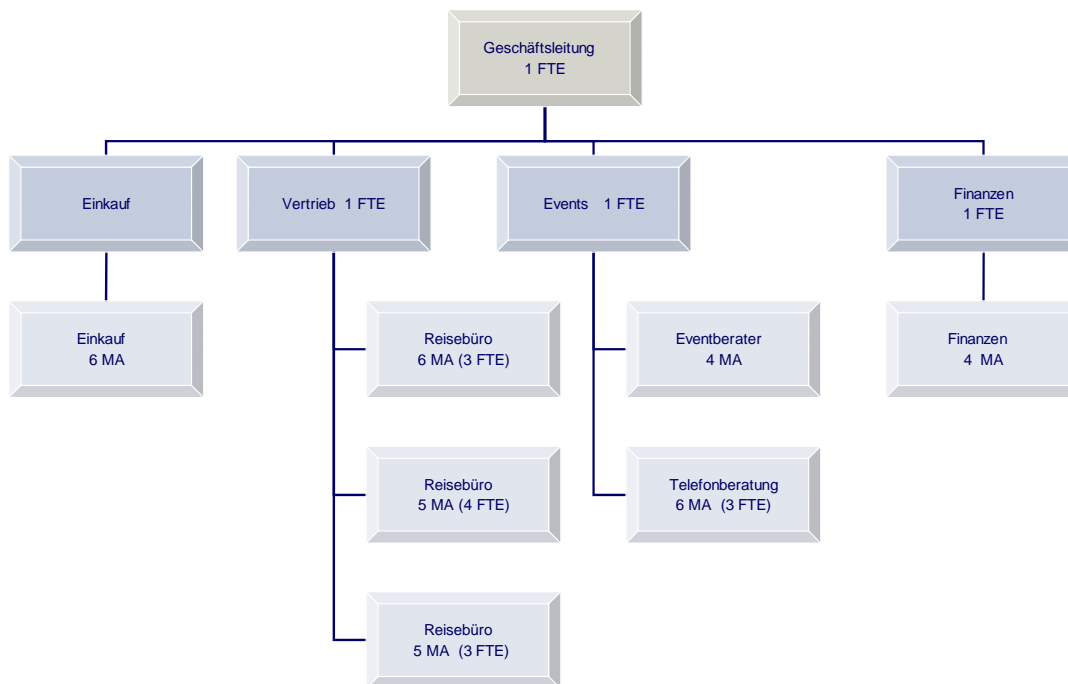 Geschäftsleitung
1 FTE
Einkauf
Vertrieb 1 FTE
Events 1 FTE
Finanzen
1 FTE
Einkauf
6 MA
Reisebüro
6 MA (3 FTE)
Eventberater
4 MA
Finanzen
4 MA
Reisebüro
5 MA (4 FTE)
Telefonberatung
6 MA (3 FTE)
Reisebüro
5 MA (3 FTE)